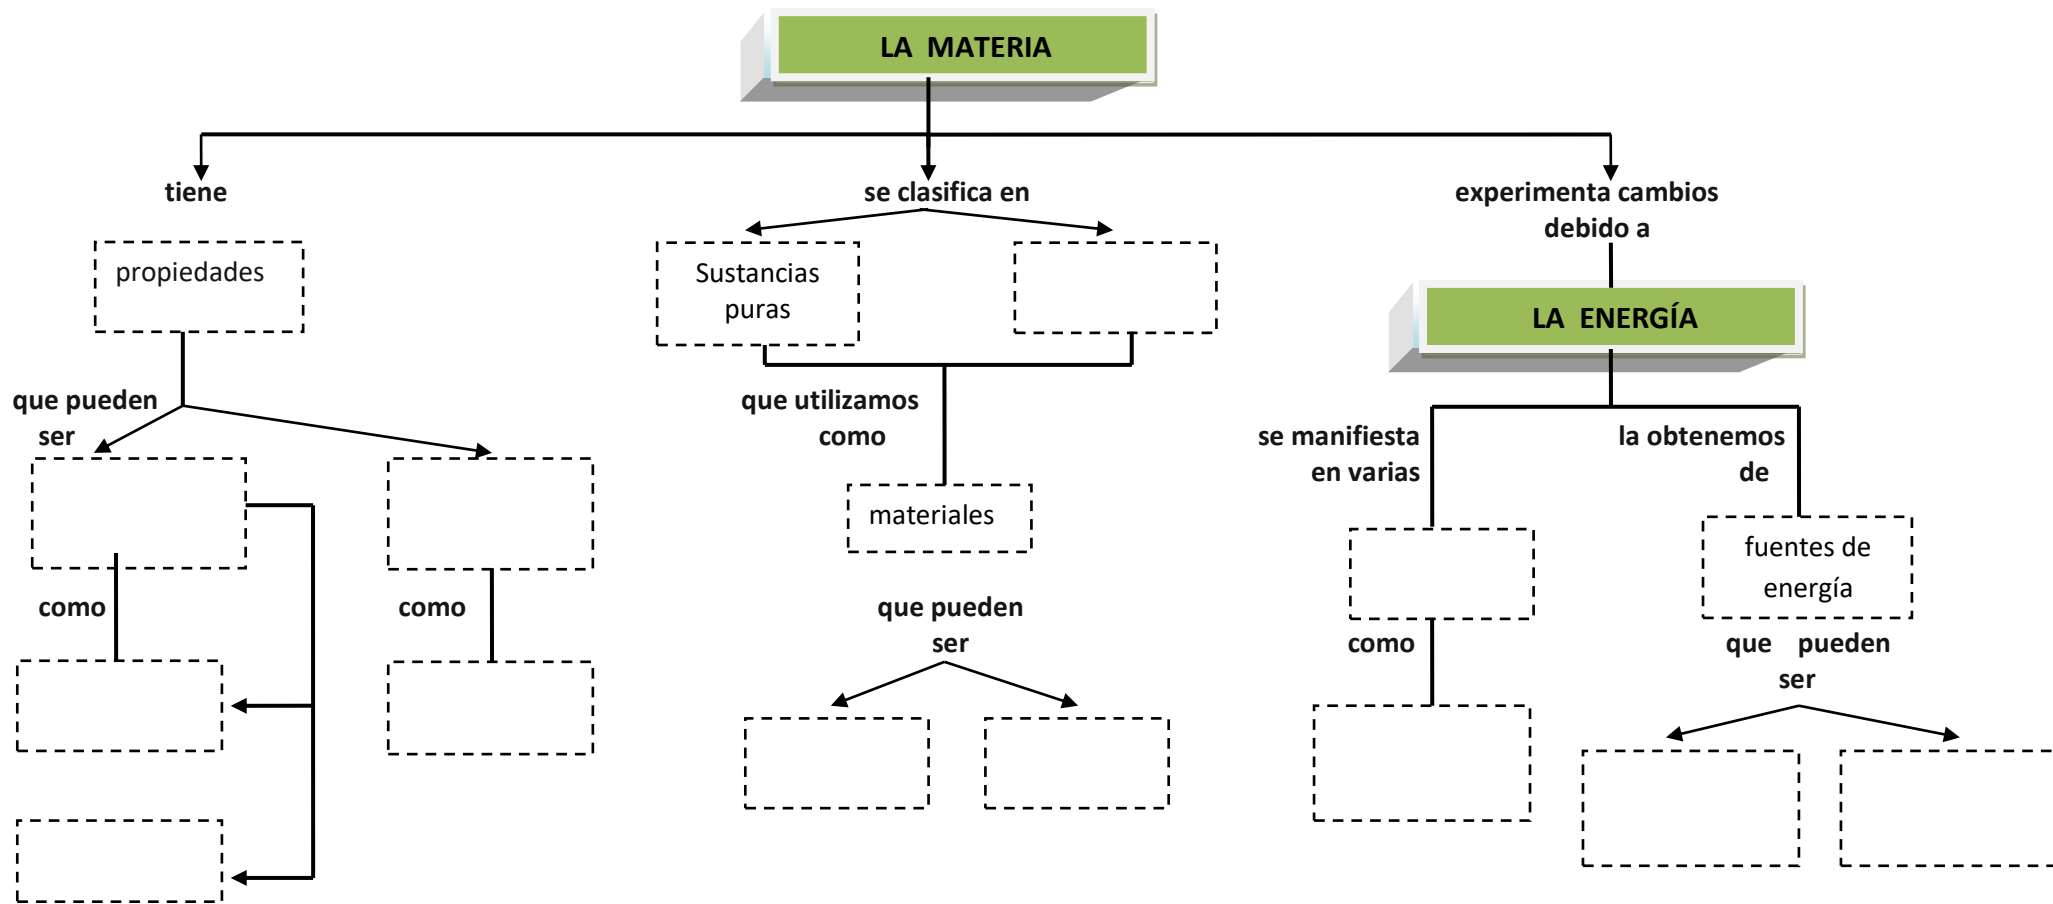 LA MATERIA
tiene
se clasifica en
experimenta cambios
debido a
propiedades
Sustancias
puras
LA ENERGÍA
que pueden
ser
que utilizamos
como
se manifiesta
en varias
la obtenemos
de
materiales
fuentes de
energía
como
como
que pueden
ser
como
que pueden
ser